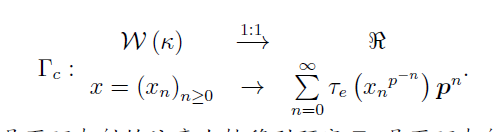 Γ_c : 𝒲(κ) 1:1 ⟶ ℜ
x = (x_n)_{n≥0} → ∑_{n=0}^{∞} τ_e (x_n^{p^{-n}}) p^n.